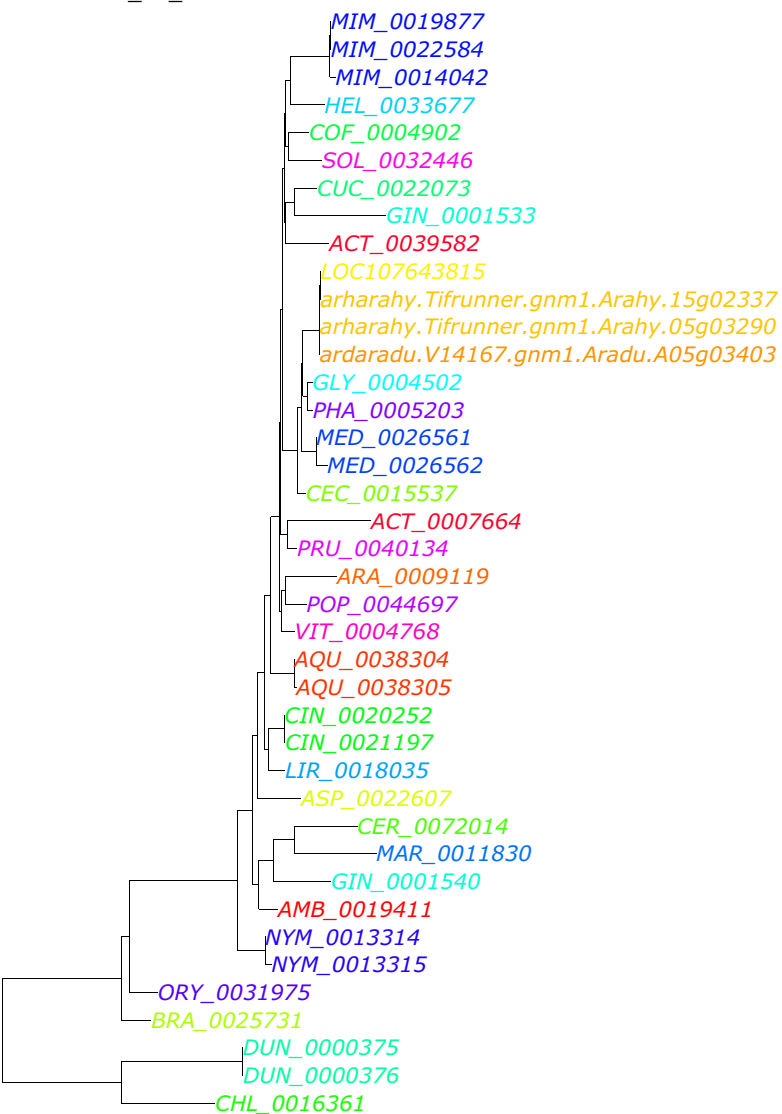 MIM_0019877
MIM_0022584
MIM_0014042
HEL_0033677
COF_0004902
SOL_0032446
CUC_0022073
GIN_0001533
ACT_0039582
LOC107643815
arharahy.Tifrunner.gnm1.Arahy.15g02337
arharahy.Tifrunner.gnm1.Arahy.05g03290
ardaradu.V14167.gnm1.Aradu.A05g03403
GLY_0004502
PHA_0005203
MED_0026561
MED_0026562
CEC_0015537
ACT_0007664
PRU_0040134
ARA_0009119
POP_0044697
VIT_0004768
AQU_0038304
AQU_0038305
CIN_0020252
CIN_0021197
LIR_0018035
ASP_0022607
CER_0072014
MAR_0011830
GIN_0001540
AMB_0019411
NYM_0013314
NYM_0013315
ORY_0031975
BRA_0025731
DUN_0000375
DUN_0000376
CHL_0016361